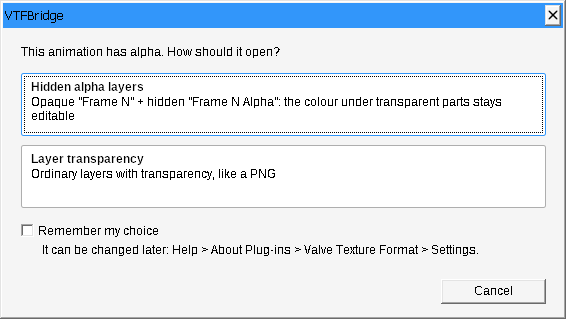 VTFBridge
This animation has alpha. How should it open?
Hidden alpha layers
Opaque "Frame N" + hidden "Frame N Alpha": the colour under transparent parts stays
editable
Layer transparency
Ordinary layers with transparency, like a PNG
Remember my choice
It can be changed later: Help > About Plug-ins > Valve Texture Format > Settings.
Cancel